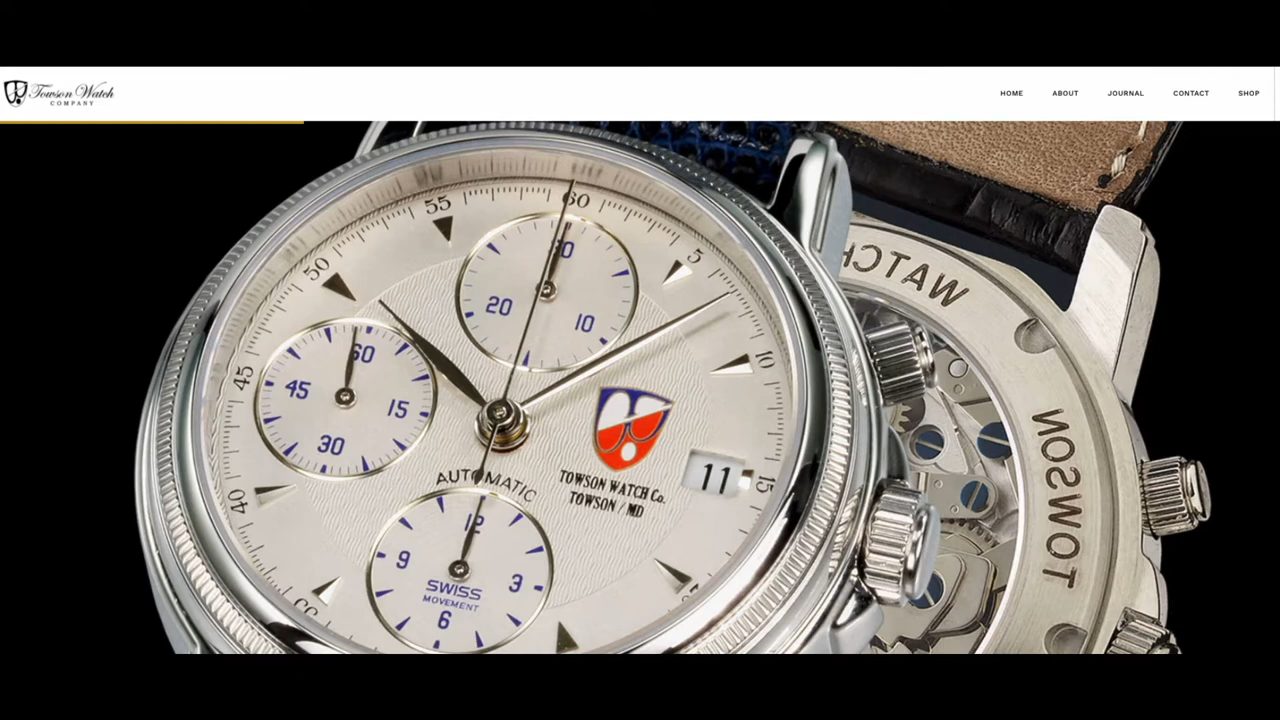 Towson Watch
COMPANY
HOME
ABOUT
JOURNAL
CONTACT
SHOP
60
55
5
50
30
20
10
10
45
60
45
15
30
40
AUTOMATIC
TOWSON WATCH Co.
TOWSON / MD
11
15
12
9
3
SWISS
MOVEMENT
6
WATCH
TOWSON